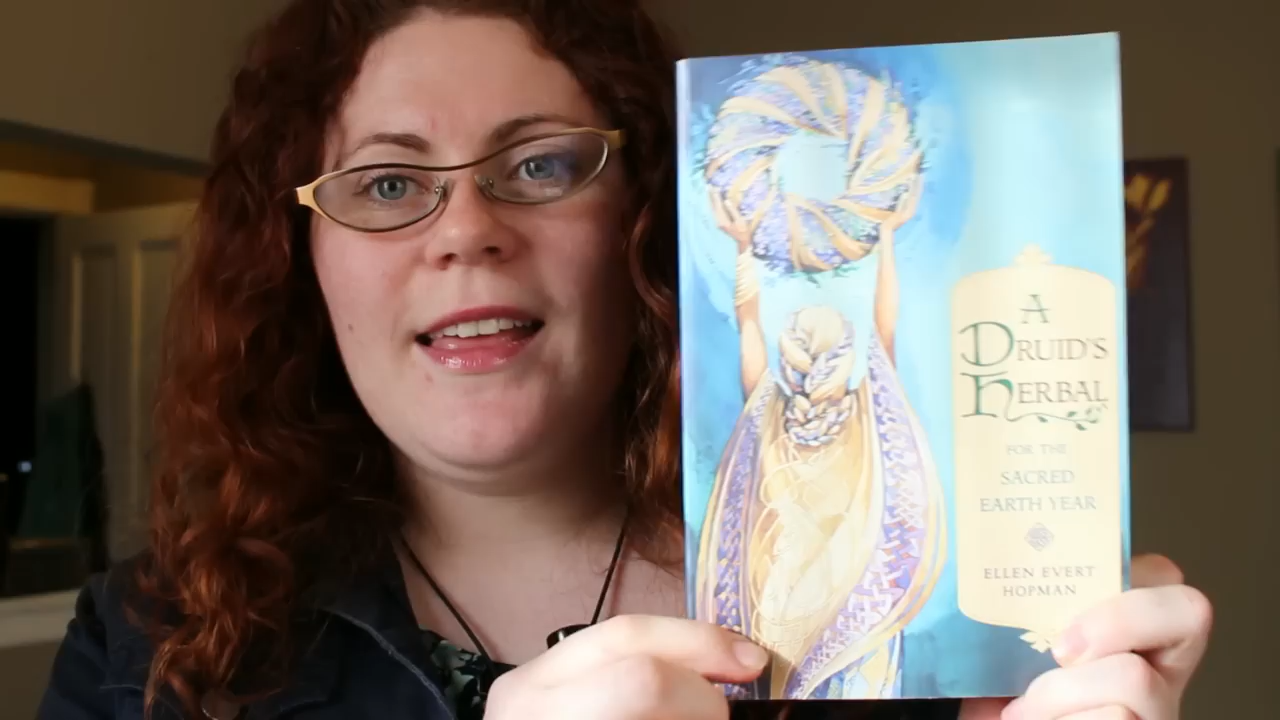 A
DRUID'S
HERBAL
FOR THE
SACRED
EARTH YEAR
ELLEN EVERT
HOPMAN